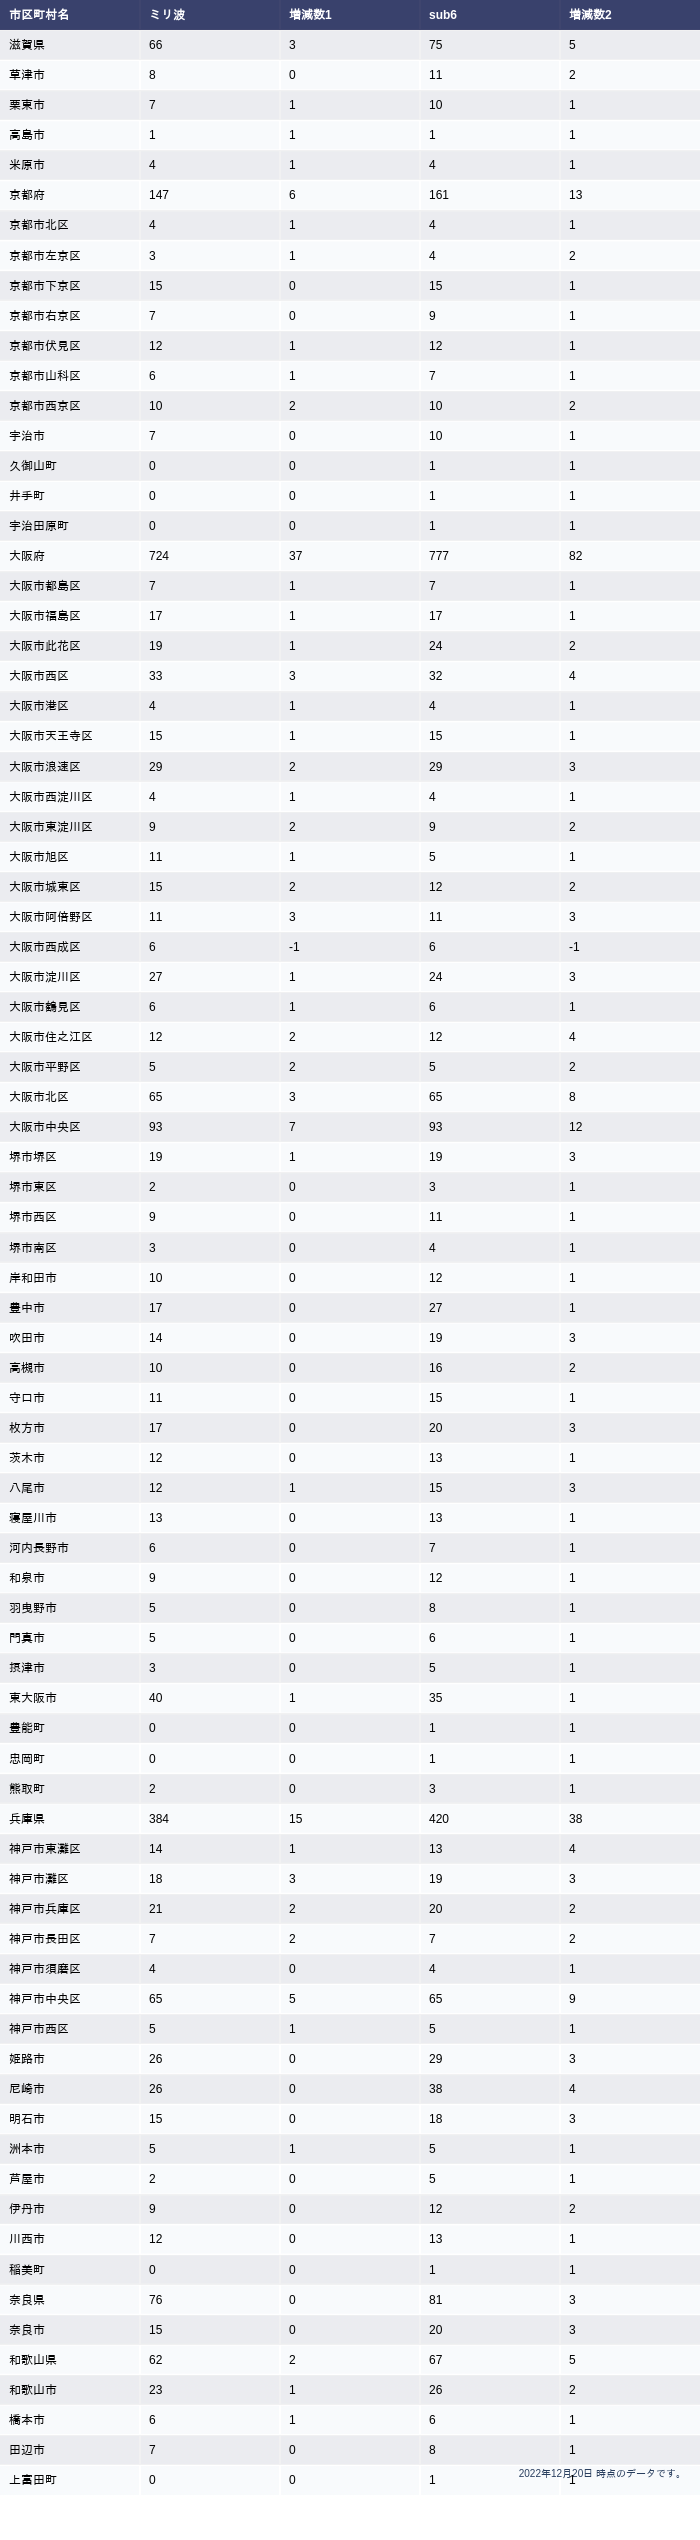 市区町村名 ミリ波 増減数1 sub6 増減数2
滋賀県 66 3 75 5
草津市 8 0 11 2
栗東市 7 1 10 1
高島市 1 1 1 1
米原市 4 1 4 1
京都府 147 6 161 13
京都市北区 4 1 4 1
京都市左京区 3 1 4 2
京都市下京区 15 0 15 1
京都市右京区 7 0 9 1
京都市伏見区 12 1 12 1
京都市山科区 6 1 7 1
京都市西京区 10 2 10 2
宇治市 7 0 10 1
久御山町 0 0 1 1
井手町 0 0 1 1
宇治田原町 0 0 1 1
大阪府 724 37 777 82
大阪市都島区 7 1 7 1
大阪市福島区 17 1 17 1
大阪市此花区 19 1 24 2
大阪市西区 33 3 32 4
大阪市港区 4 1 4 1
大阪市天王寺区 15 1 15 1
大阪市浪速区 29 2 29 3
大阪市西淀川区 4 1 4 1
大阪市東淀川区 9 2 9 2
大阪市旭区 11 1 5 1
大阪市城東区 15 2 12 2
大阪市阿倍野区 11 3 11 3
大阪市西成区 6 -1 6 -1
大阪市淀川区 27 1 24 3
大阪市鶴見区 6 1 6 1
大阪市住之江区 12 2 12 4
大阪市平野区 5 2 5 2
大阪市北区 65 3 65 8
大阪市中央区 93 7 93 12
堺市堺区 19 1 19 3
堺市東区 2 0 3 1
堺市西区 9 0 11 1
堺市南区 3 0 4 1
岸和田市 10 0 12 1
豊中市 17 0 27 1
吹田市 14 0 19 3
高槻市 10 0 16 2
守口市 11 0 15 1
枚方市 17 0 20 3
茨木市 12 0 13 1
八尾市 12 1 15 3
寝屋川市 13 0 13 1
河内長野市 6 0 7 1
和泉市 9 0 12 1
羽曳野市 5 0 8 1
門真市 5 0 6 1
摂津市 3 0 5 1
東大阪市 40 1 35 1
豊能町 0 0 1 1
忠岡町 0 0 1 1
熊取町 2 0 3 1
兵庫県 384 15 420 38
神戸市東灘区 14 1 13 4
神戸市灘区 18 3 19 3
神戸市兵庫区 21 2 20 2
神戸市長田区 7 2 7 2
神戸市須磨区 4 0 4 1
神戸市中央区 65 5 65 9
神戸市西区 5 1 5 1
姫路市 26 0 29 3
尼崎市 26 0 38 4
明石市 15 0 18 3
洲本市 5 1 5 1
芦屋市 2 0 5 1
伊丹市 9 0 12 2
川西市 12 0 13 1
稲美町 0 0 1 1
奈良県 76 0 81 3
奈良市 15 0 20 3
和歌山県 62 2 67 5
和歌山市 23 1 26 2
橋本市 6 1 6 1
田辺市 7 0 8 1
上富田町 0 0 1 1
2022年12月20日 時点のデータです。